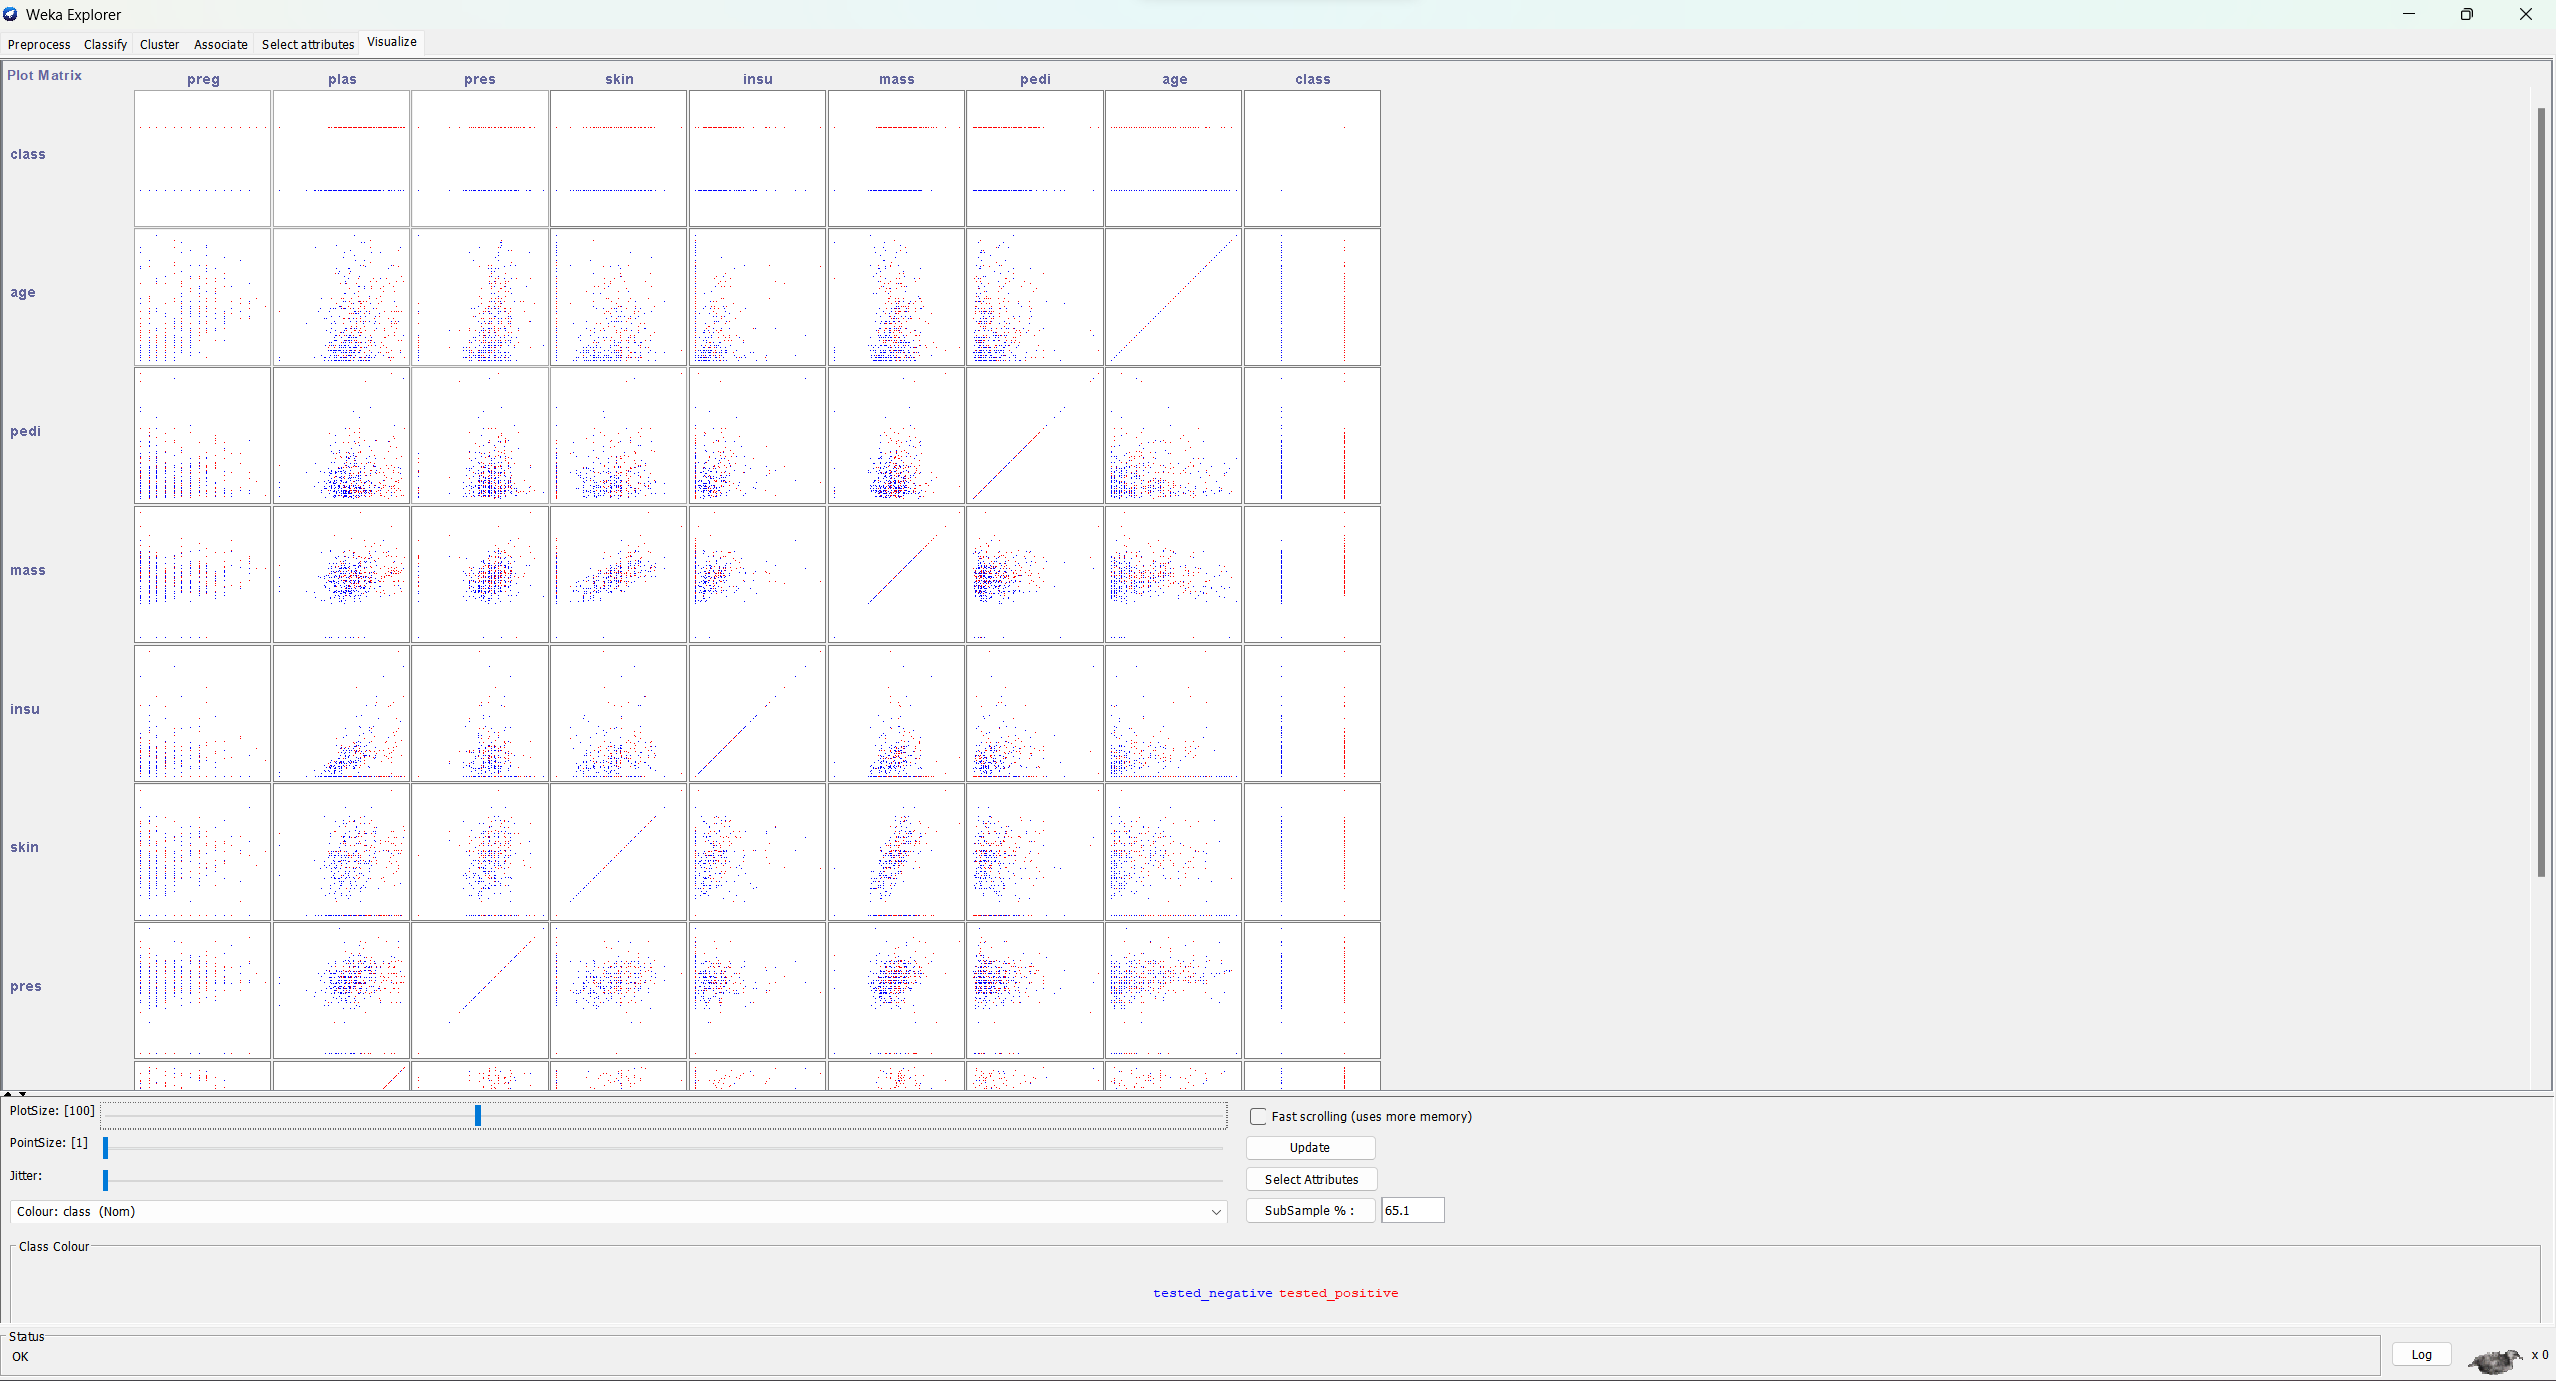 Weka Explorer
Preprocess Classify Cluster Associate Select attributes Visualize
Plot Matrix
preg plas pres skin insu mass pedi age class
class
age
pedi
mass
insu
skin
pres
PlotSize: [100]
Fast scrolling (uses more memory)
PointSize: [1]
Update
Jitter:
Select Attributes
Colour: class (Nom)
SubSample % : 65.1
Class Colour
tested_negative tested_positive
Status
OK
Log
x 0